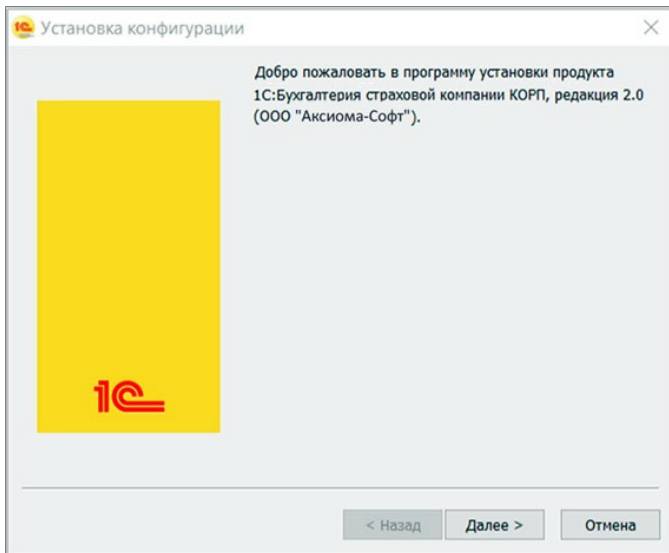 1С Установка конфигурации
Добро пожаловать в программу установки продукта
1С:Бухгалтерия страховой компании КОРП, редакция 2.0
(ООО "Аксиома-Софт").
1С
< Назад Далее > Отмена